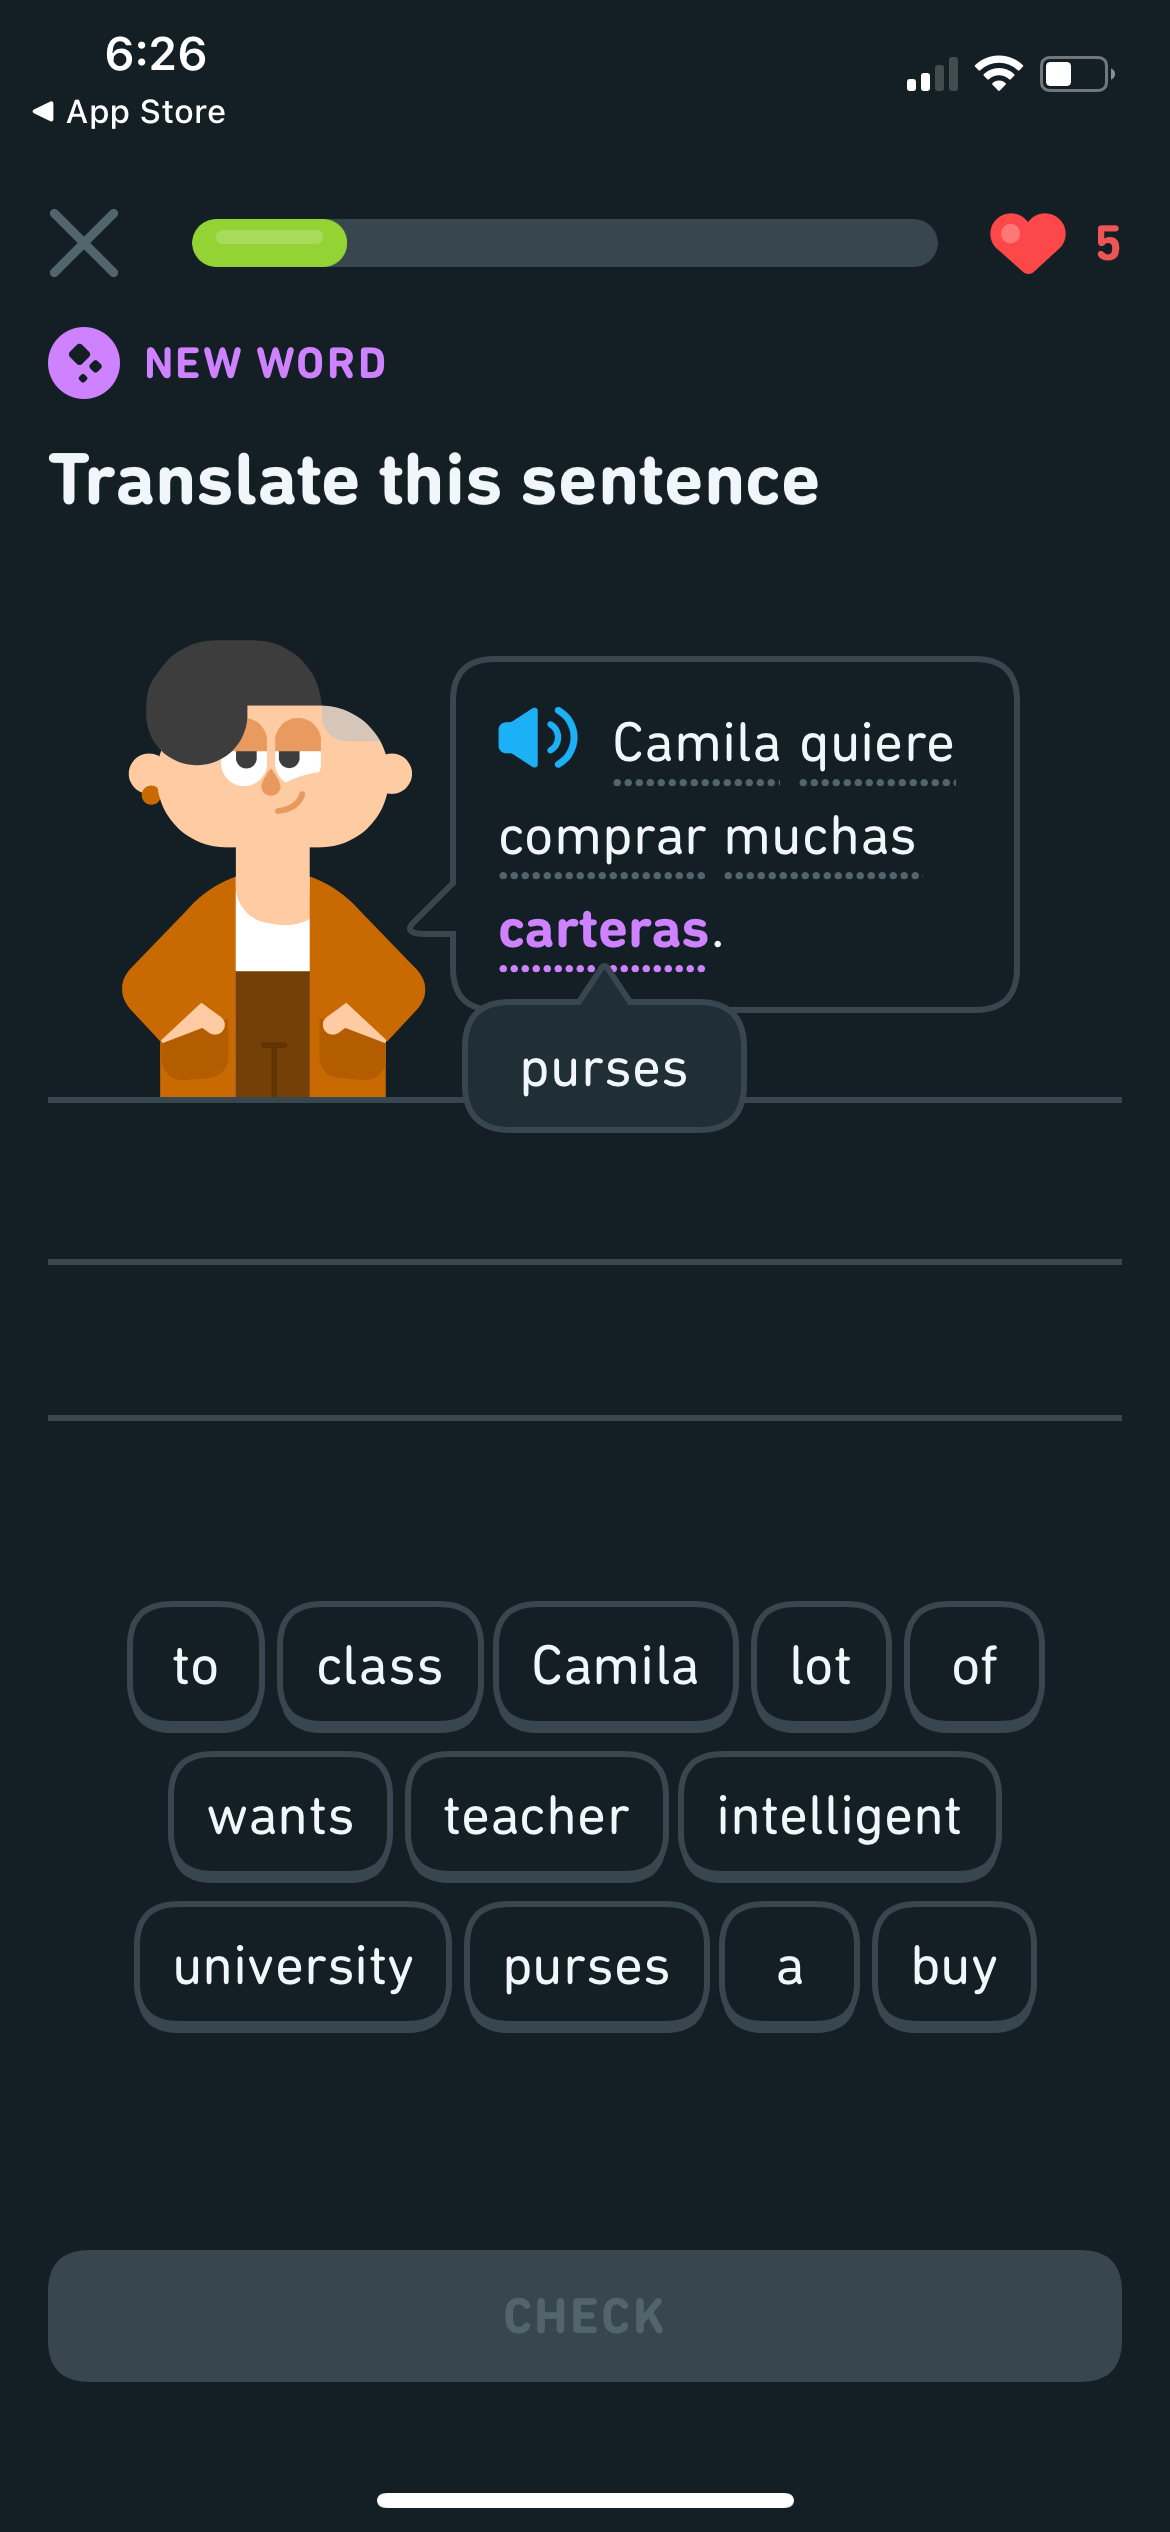 6:26
App Store
5
NEW WORD
Translate this sentence
Camila quiere
comprar muchas
carteras.
purses
to class Camila lot of
wants teacher intelligent
university purses a buy
CHECK